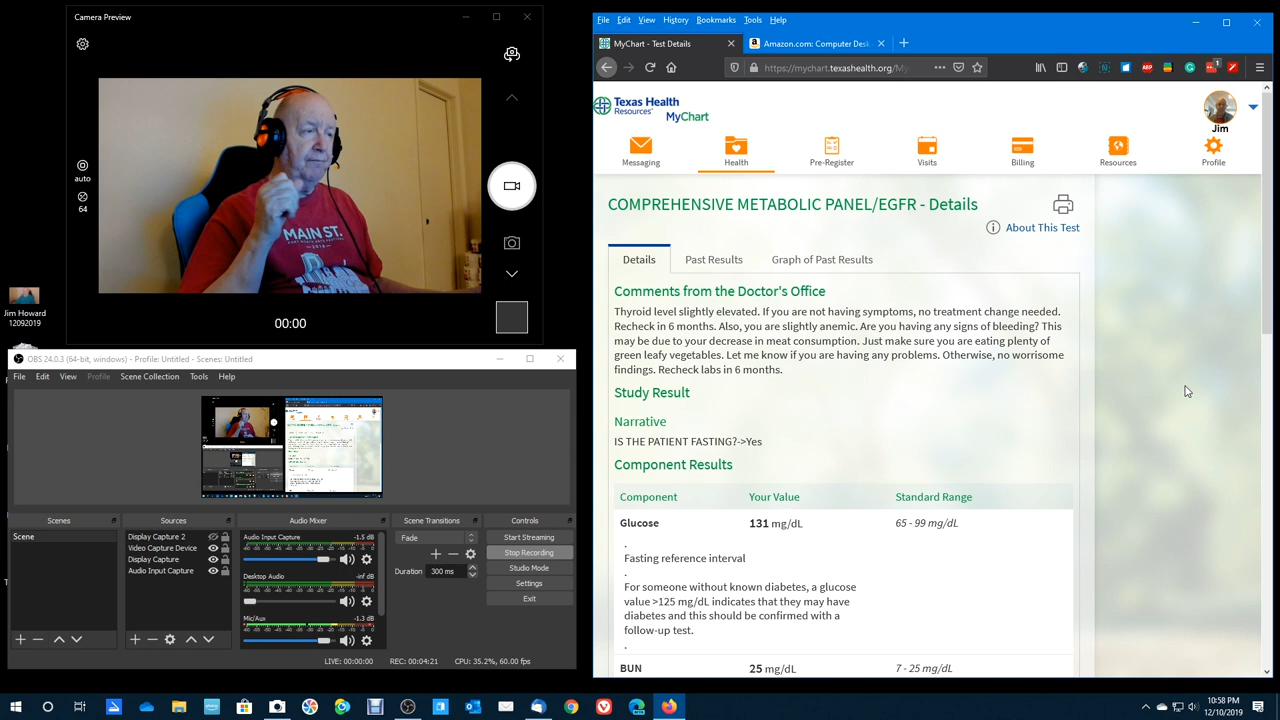 Camera Preview
auto
64
00:00
MAIN ST.
2018
Jim Howard
12092019
OBS 24.0.3 (64-bit, windows) - Profile: Untitled - Scenes: Untitled
File Edit View Profile Scene Collection Tools Help
Scenes Sources Audio Mixer Scene Transitions Controls
Scene
Display Capture 2
Video Capture Device
Display Capture
Audio Input Capture
Audio Input Capture -1.5 dB
Desktop Audio -inf dB
Mic/Aux -1.3 dB
Fade
Duration 300 ms
Start Streaming
Stop Recording
Studio Mode
Settings
Exit
LIVE: 00:00:00 REC: 00:04:21 CPU: 35.2%, 60.00 fps
File Edit View History Bookmarks Tools Help
MyChart - Test Details
Amazon.com: Computer Desk
https://mychart.texashealth.org/My
Texas Health
Resources®
MyChart
Jim
Messaging Health Pre-Register Visits Billing Resources Profile
COMPREHENSIVE METABOLIC PANEL/EGFR - Details
About This Test
Details Past Results Graph of Past Results
Comments from the Doctor's Office
Thyroid level slightly elevated. If you are not having symptoms, no treatment change needed.
Recheck in 6 months. Also, you are slightly anemic. Are you having any signs of bleeding? This
may be due to your decrease in meat consumption. Just make sure you are eating plenty of
green leafy vegetables. Let me know if you are having any problems. Otherwise, no worrisome
findings. Recheck labs in 6 months.
Study Result
Narrative
IS THE PATIENT FASTING?->Yes
Component Results
Component Your Value Standard Range
Glucose 131 mg/dL 65 - 99 mg/dL
.
Fasting reference interval
.
For someone without known diabetes, a glucose
value >125 mg/dL indicates that they may have
diabetes and this should be confirmed with a
follow-up test.
.
BUN 25 mg/dL 7 - 25 mg/dL
10:58 PM
12/10/2019